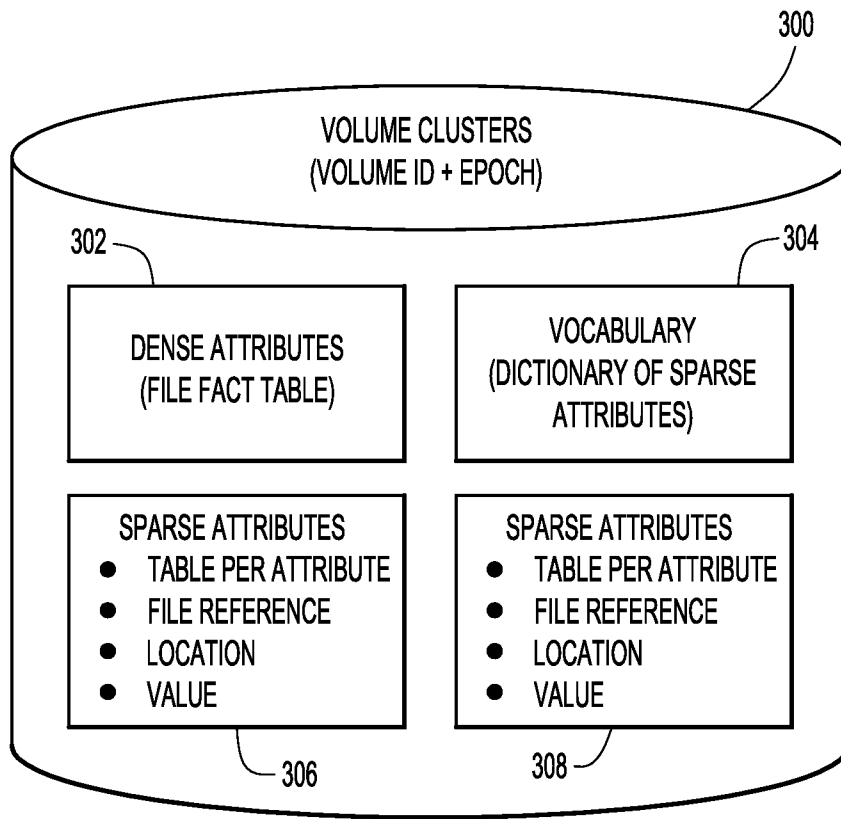 300
VOLUME CLUSTERS
(VOLUME ID + EPOCH)
302
304
DENSE ATTRIBUTES
(FILE FACT TABLE)
VOCABULARY
(DICTIONARY OF SPARSE
ATTRIBUTES)
SPARSE ATTRIBUTES
● TABLE PER ATTRIBUTE
● FILE REFERENCE
● LOCATION
● VALUE
SPARSE ATTRIBUTES
● TABLE PER ATTRIBUTE
● FILE REFERENCE
● LOCATION
● VALUE
306
308